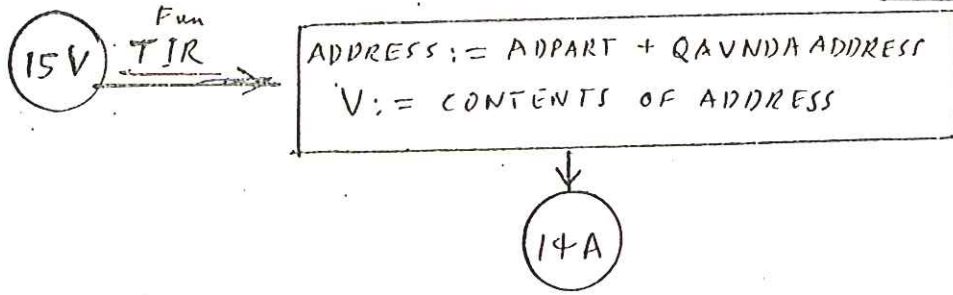 Fun
15V TIR
ADDRESS := ADPART + QAVNDA ADDRESS
V := CONTENTS OF ADDRESS
14A